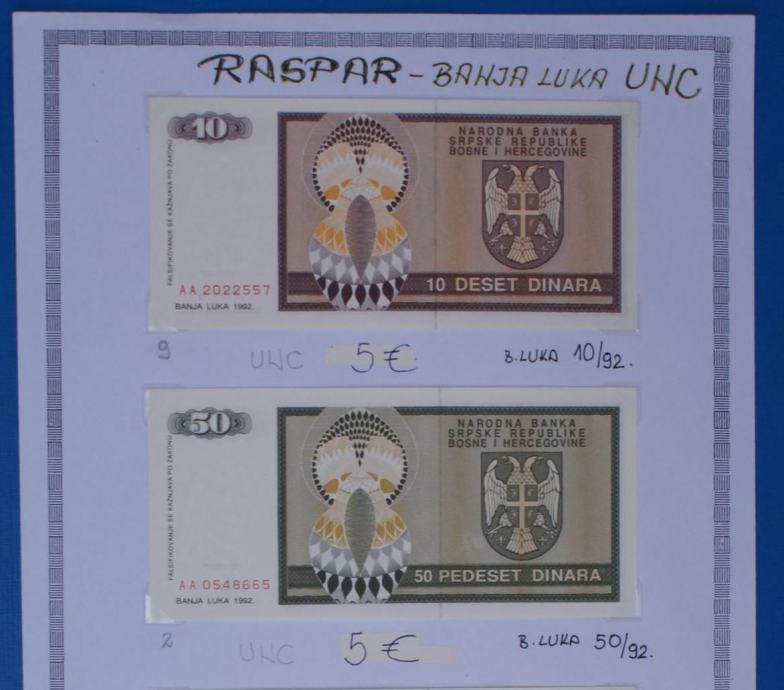 RASPAR - BANJA LUKA UNC
10
NARODNA BANKA
SRPSKE REPUBLIKE
BOSNE I HERCEGOVINE
FALSIFIKOVANJE SE KAŽNJAVA PO ZAKONU
AA 2022557
10 DESET DINARA
BANJA LUKA 1992.
9 UNC 5€ B.LUKA 10/92.
50
NARODNA BANKA
SRPSKE REPUBLIKE
BOSNE I HERCEGOVINE
FALSIFIKOVANJE SE KAŽNJAVA PO ZAKONU
AA 0548665
50 PEDESET DINARA
BANJA LUKA 1992.
2 UNC 5€ B.LUKA 50/92.